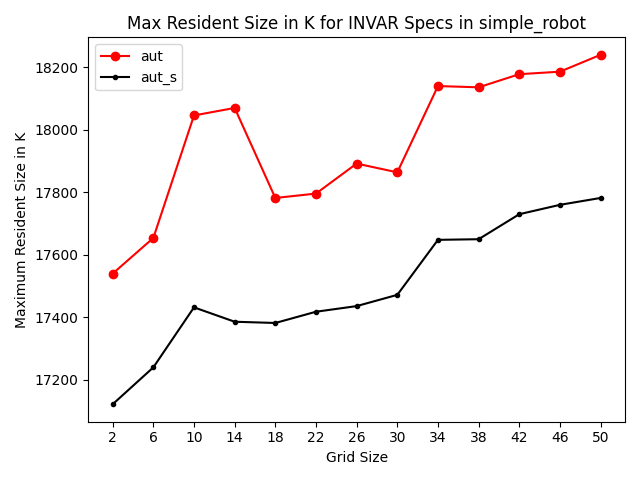 Max Resident Size in K for INVAR Specs in simple_robot
aut
aut_s
Maximum Resident Size in K
18200
18000
17800
17600
17400
17200
2 6 10 14 18 22 26 30 34 38 42 46 50
Grid Size